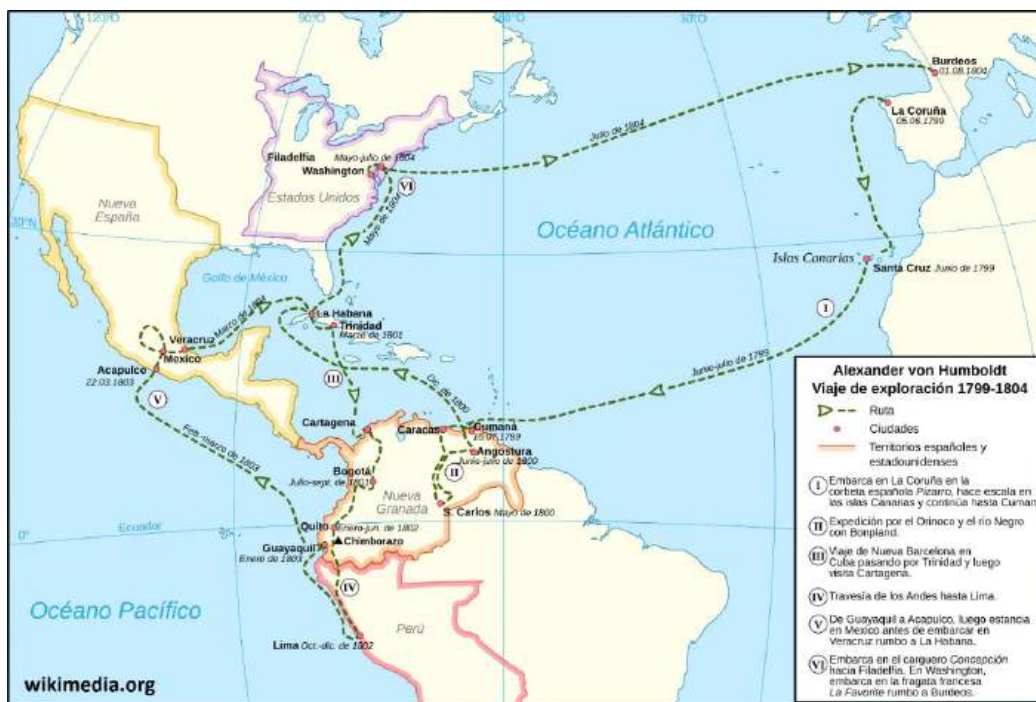 120°O
90°O
60°O
30°O
0°
Burdeos
01.08.1804
La Coruña
05.06.1799
Julio de 1804
Filadelfia
Mayo-julio de 1804
Washington
VI
Estados Unidos
Mayo de 1804
Nueva
España
30°N
Océano Atlántico
Golfo de México
Islas Canarias
Santa Cruz Junio de 1799
I
La Habana
Trinidad
Marzo de 1801
Marzo de 1804
Veracruz
Mexico
Acapulco
22.03.1803
V
III
Junio-julio de 1799
Dic. de 1800
Cartagena
Caracas
Cumaná
Angostura
Junio-julio de 1800
II
Feb.-marzo de 1803
Bogotá
Julio-sept. de 1801
Nueva
Granada
S. Carlos Mayo de 1800
Quito
Enero-jun. de 1802
Chimborazo
Guayaquil
Enero de 1803
0°
Ecuador
IV
Océano Pacífico
Perú
Lima Oct.-dic. de 1802
wikimedia.org
Alexander von Humboldt
Viaje de exploración 1799-1804
Ruta
Ciudades
Territorios españoles y
estadounidenses
I Embarca en La Coruña en la
corbeta española Pizarro, hace escala en
las islas Canarias y continúa hasta Cuman
II Expedición por el Orinoco y el río Negro
con Bonpland.
III Viaje de Nueva Barcelona en
Cuba pasando por Trinidad y luego
visita Cartagena.
IV Travesía de los Andes hasta Lima.
V De Guayaquil a Acapulco, luego estancia
en Mexico antes de embarcar en
Veracruz rumbo a La Habana.
VI Embarca en el carguero Concepción
hacia Filadelfia. En Washington,
embarca en la fragata francesa
La Favorite rumbo a Burdeos.